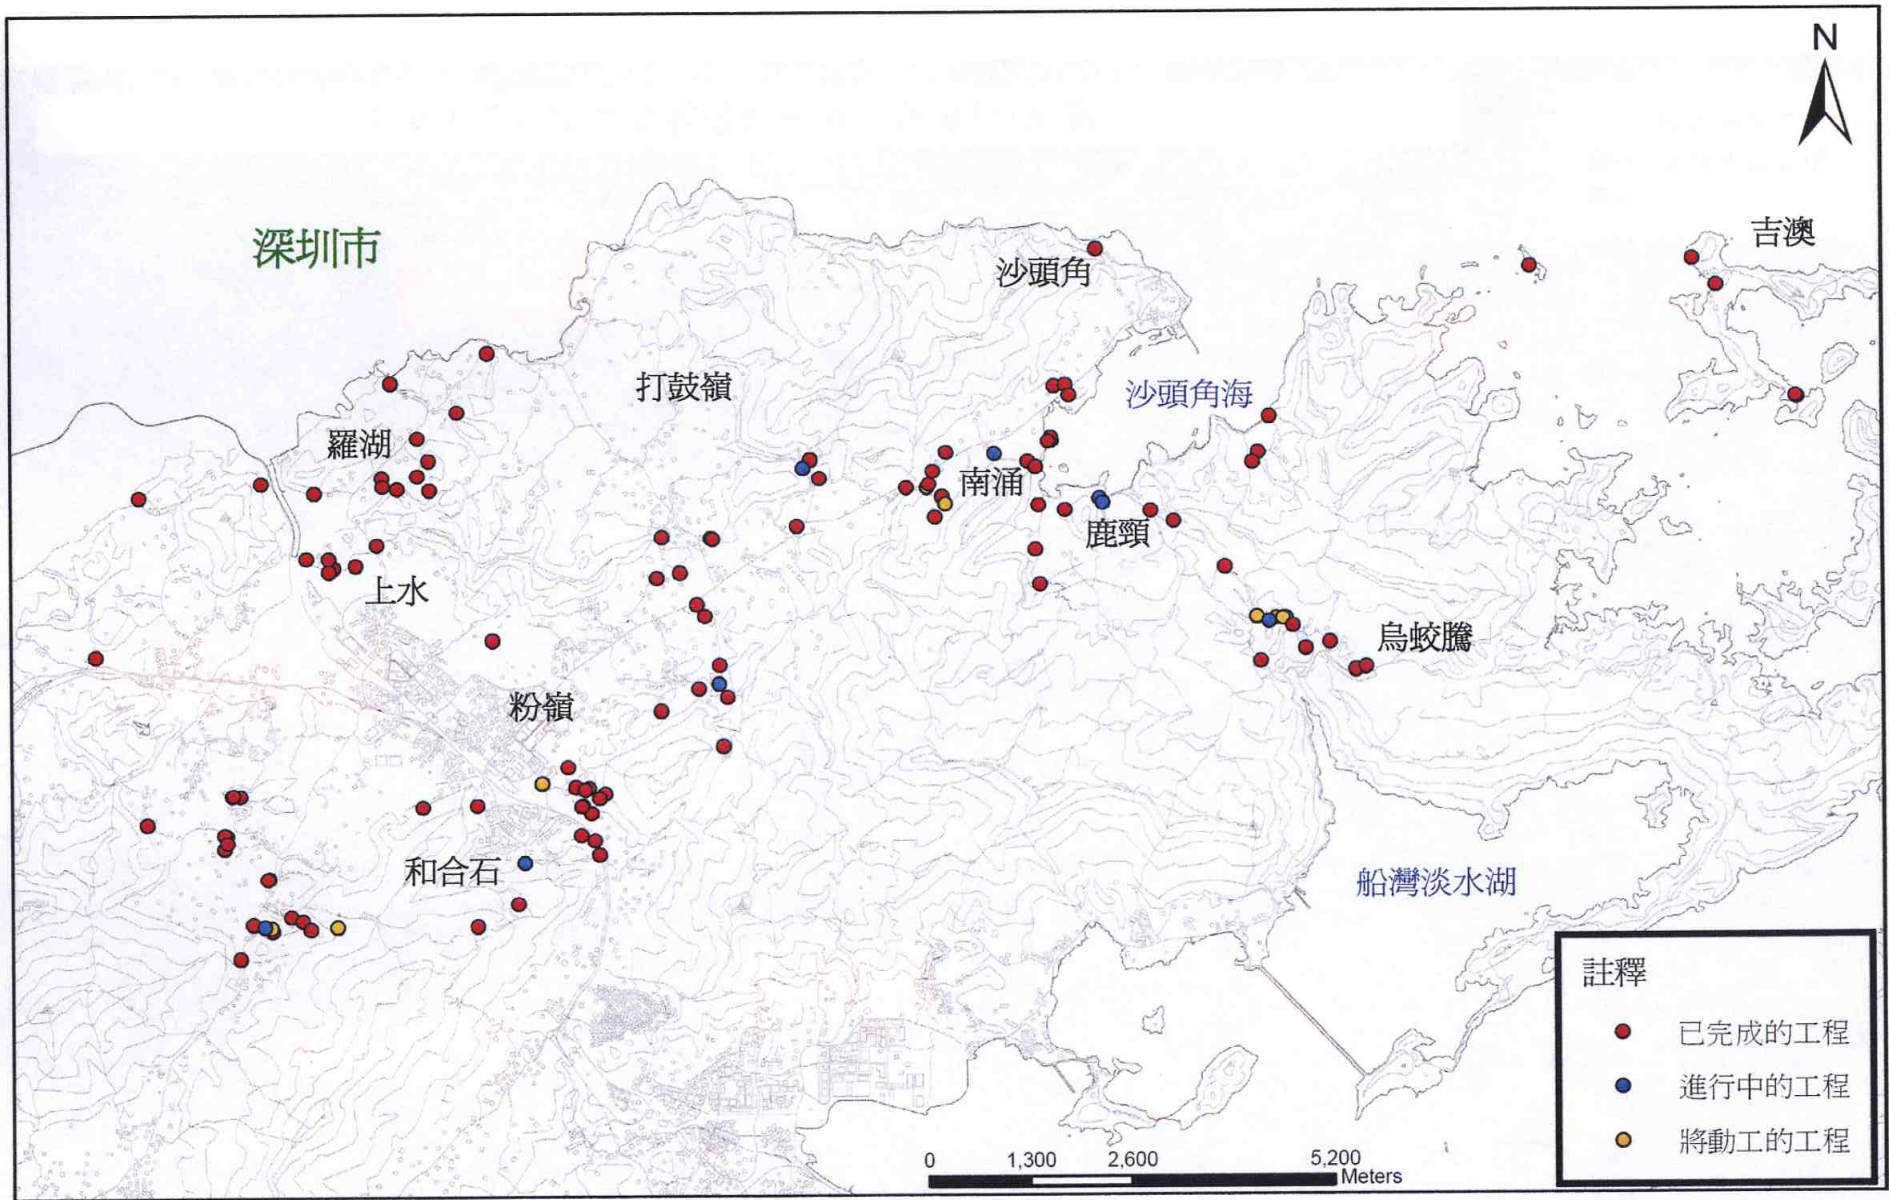 N
吉澳
深圳市
沙頭角
打鼓嶺
沙頭角海
羅湖
南涌
鹿頸
上水
烏蛟騰
粉嶺
和合石
船灣淡水湖
註釋
已完成的工程
進行中的工程
將動工的工程
0 1,300 2,600 5,200
Meters